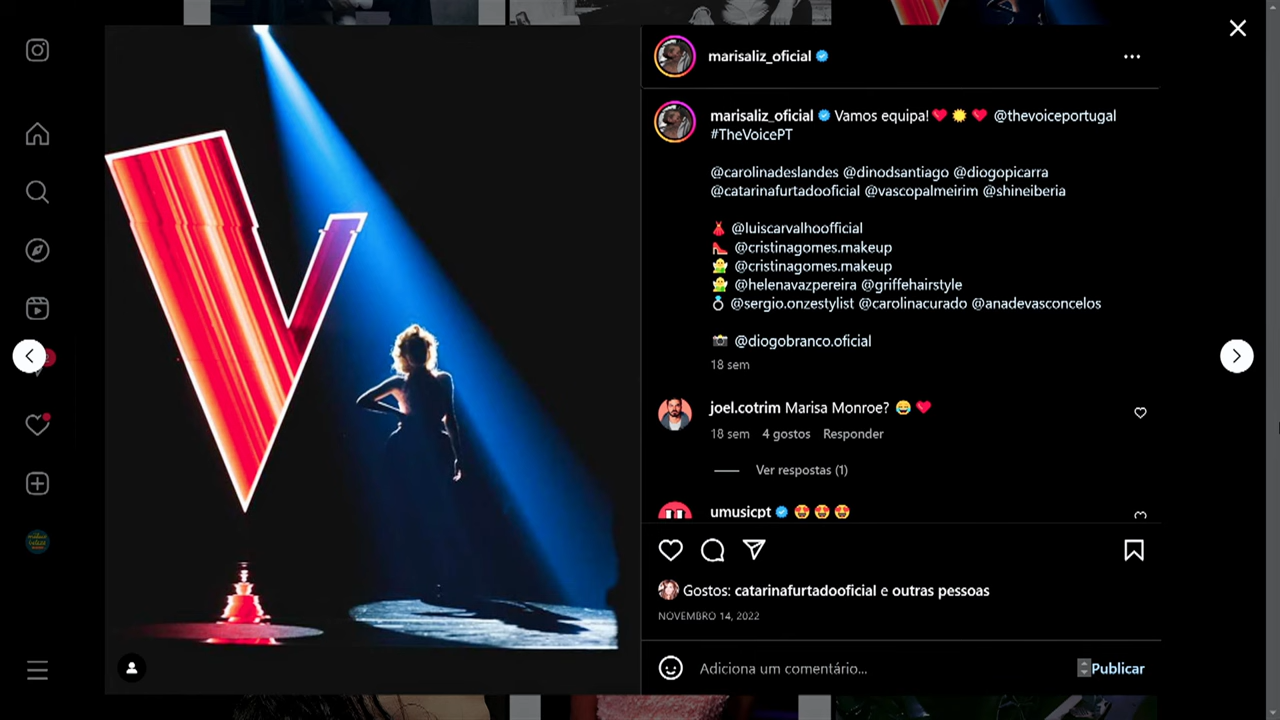 marisaliz_oficial
marisaliz_oficial Vamos equipa!❤️ ☀️ ❤️ @thevoiceportugal
#TheVoicePT
@carolinadeslandes @dinodsantiago @diogopicarra
@catarinafurtadooficial @vascopalmeirim @shineiberia
💃 @luiscarvalhoofficial
👠 @cristinagomes.makeup
@cristinagomes.makeup
@helenavazpereira @griffehairstyle
💍 @sergio.onzestylist @carolinacurado @anadevasconcelos
📸 @diogobranco.oficial
18 sem
joel.cotrim Marisa Monroe? 😂 ❤️
18 sem 4 gostos Responder
Ver respostas (1)
umusicpt 😍 😍 😍
Gostos: catarinafurtadooficial e outras pessoas
NOVEMBRO 14, 2022
Adiciona um comentário... Publicar
V